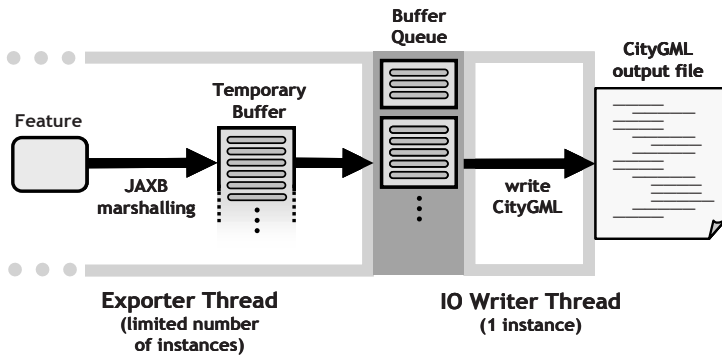 Buffer
Queue
CityGML
output file
Temporary
Buffer
Feature
JAXB
marshalling
write
CityGML
Exporter Thread
(limited number
of instances)
IO Writer Thread
(1 instance)